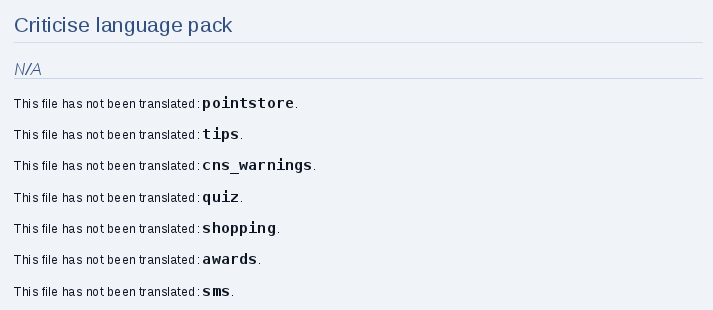 Criticise language pack
N/A
This file has not been translated: pointstore.
This file has not been translated: tips.
This file has not been translated: cns_warnings.
This file has not been translated: quiz.
This file has not been translated: shopping.
This file has not been translated: awards.
This file has not been translated: sms.